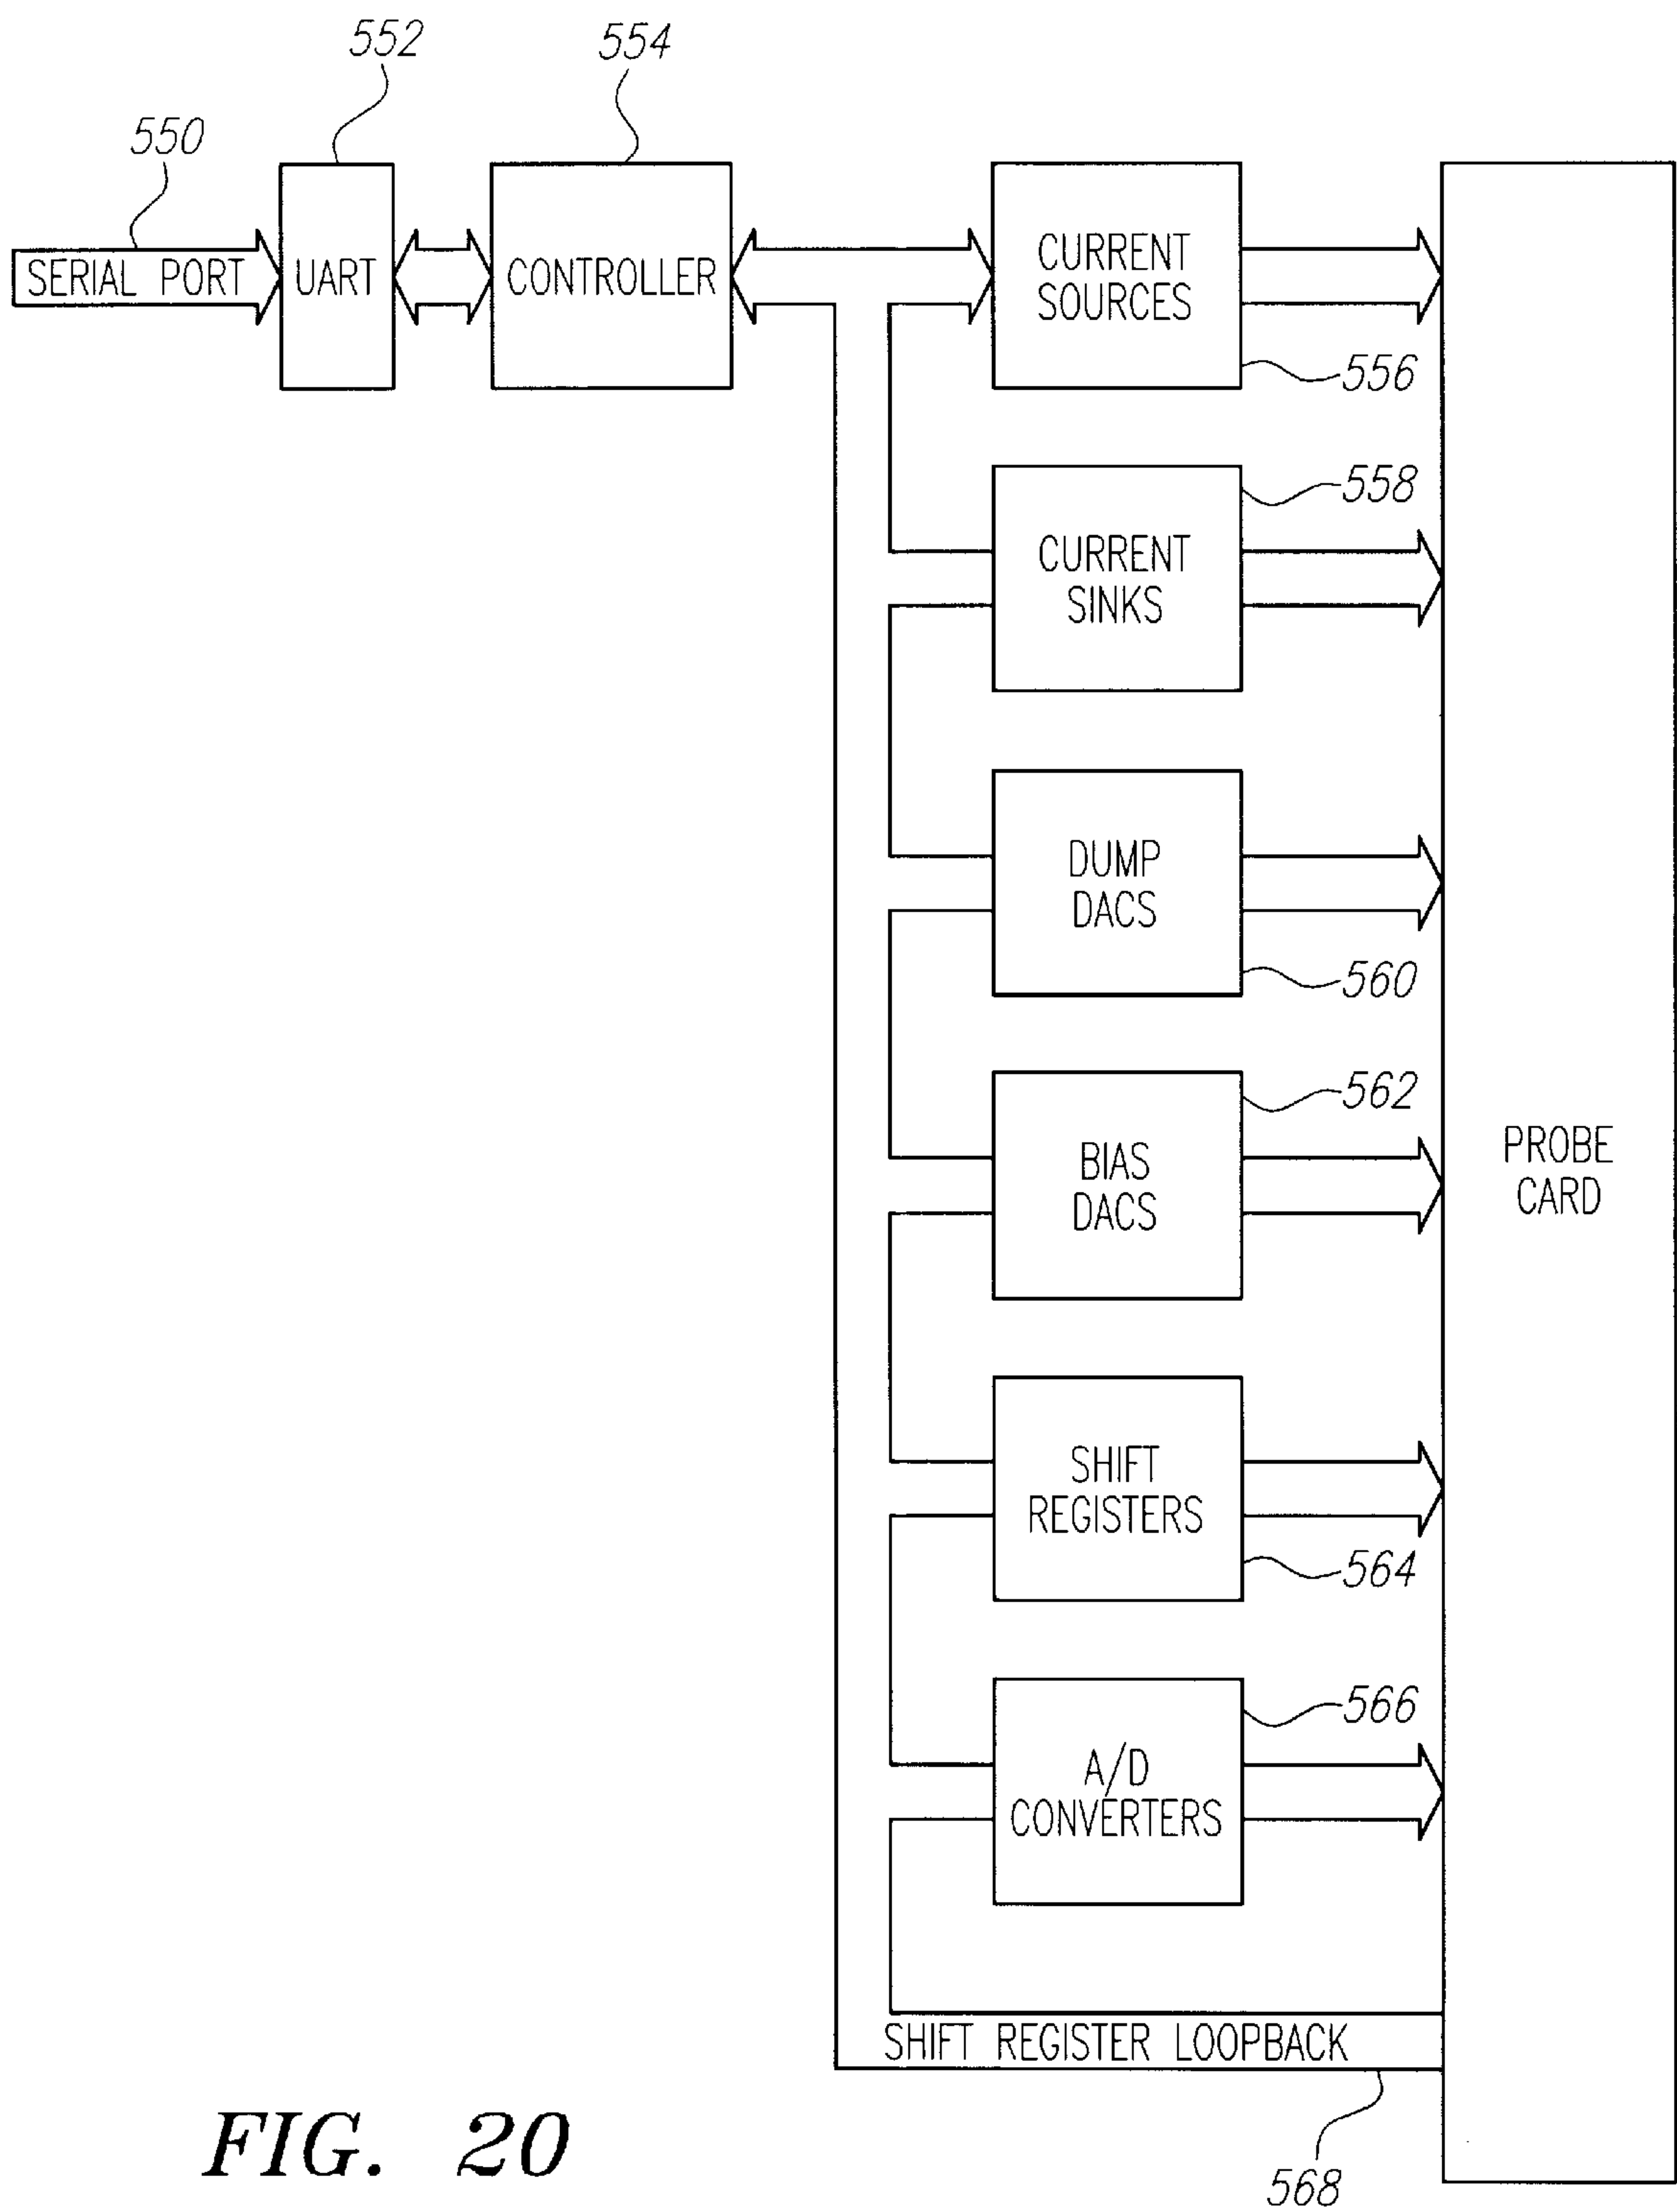 552
554
550
SERIAL PORT
UART
CONTROLLER
CURRENT
SOURCES
556
558
CURRENT
SINKS
DUMP
DACS
560
562
BIAS
DACS
PROBE
CARD
SHIFT
REGISTERS
564
566
A/D
CONVERTERS
SHIFT REGISTER LOOPBACK
568
FIG. 20